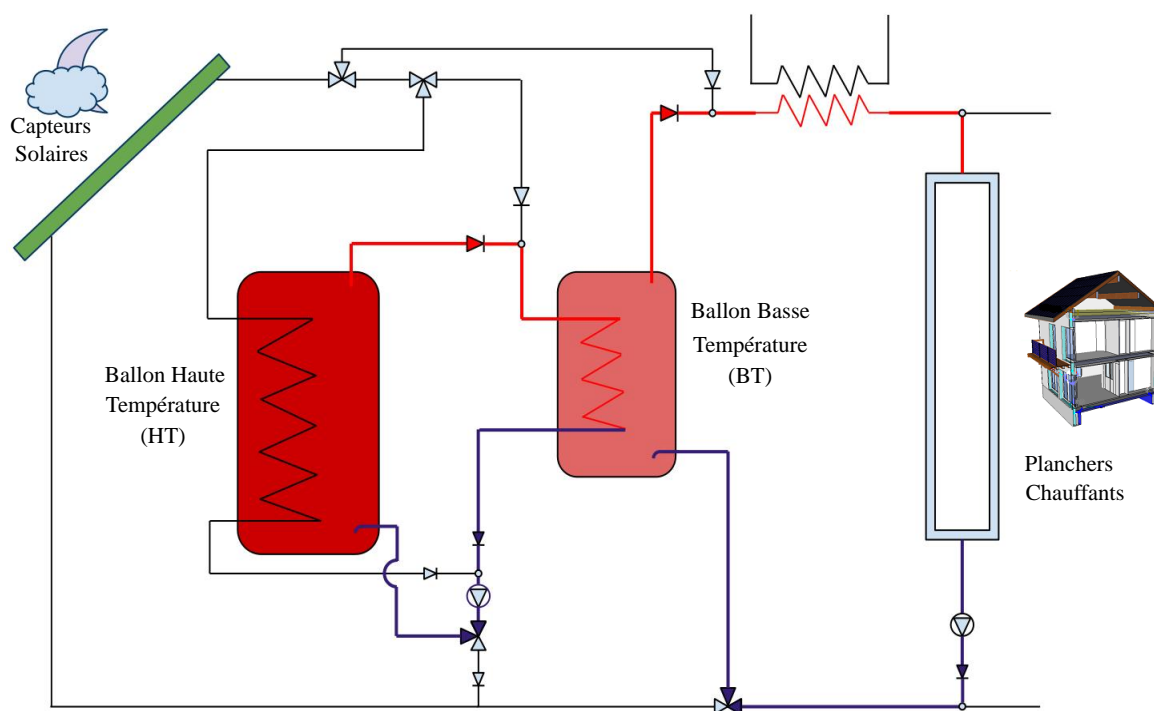 Capteurs
Solaires
Ballon Haute
Température
(HT)
Ballon Basse
Température
(BT)
Planchers
Chauffants